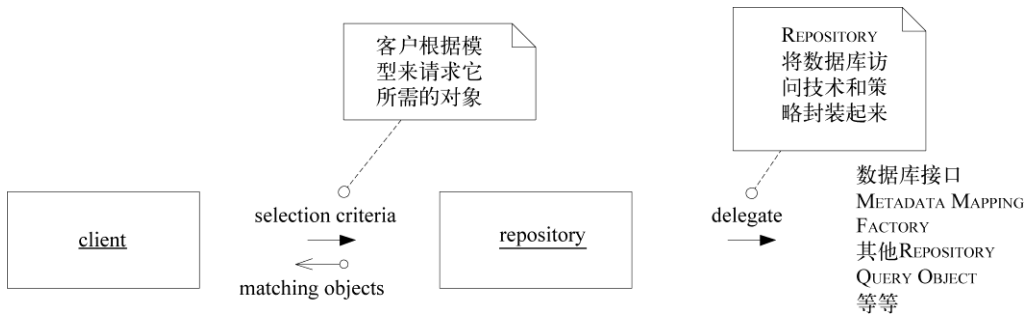 客户根据模
型来请求它
所需的对象
REPOSITORY
将数据库访
问技术和策
略封装起来
client
selection criteria
matching objects
repository
delegate
数据库接口
METADATA MAPPING
FACTORY
其他REPOSITORY
QUERY OBJECT
等等